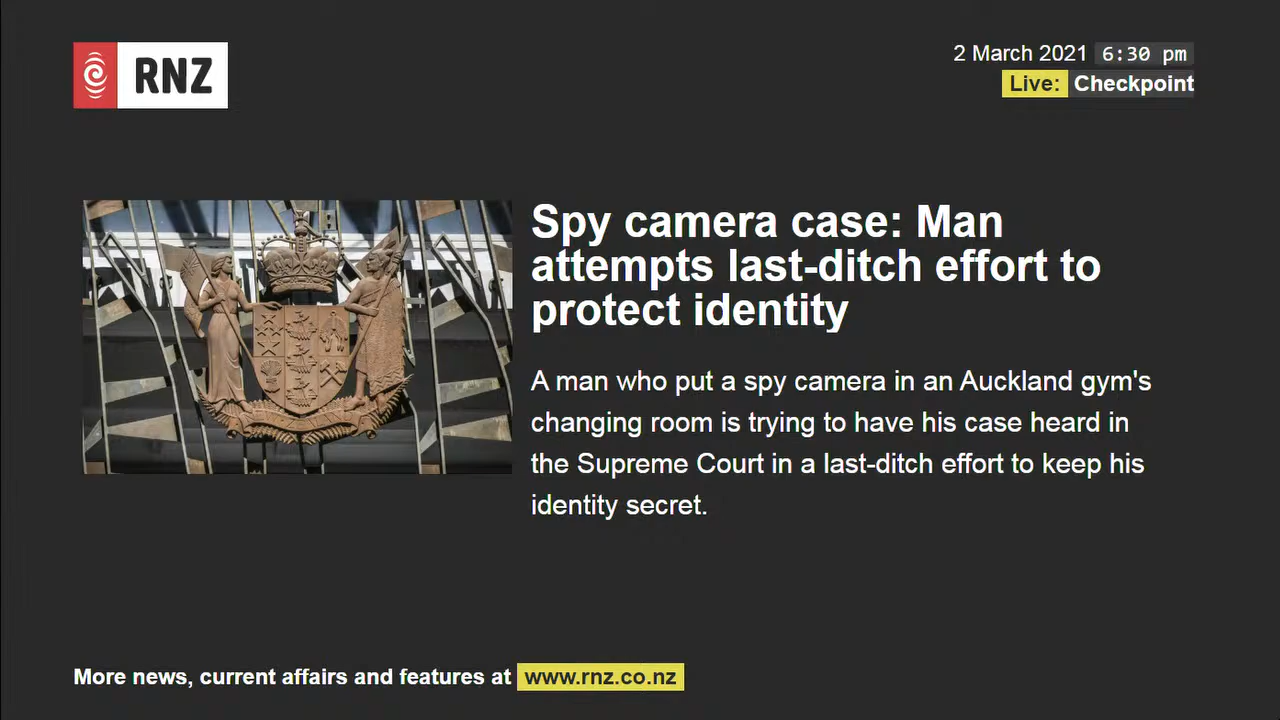 RNZ
2 March 2021 6:30 pm
Live: Checkpoint
Spy camera case: Man
attempts last-ditch effort to
protect identity
A man who put a spy camera in an Auckland gym's
changing room is trying to have his case heard in
the Supreme Court in a last-ditch effort to keep his
identity secret.
More news, current affairs and features at www.rnz.co.nz